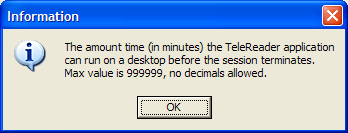 Information
The amount time (in minutes) the TeleReader application
can run on a desktop before the session terminates.
Max value is 999999, no decimals allowed.
OK